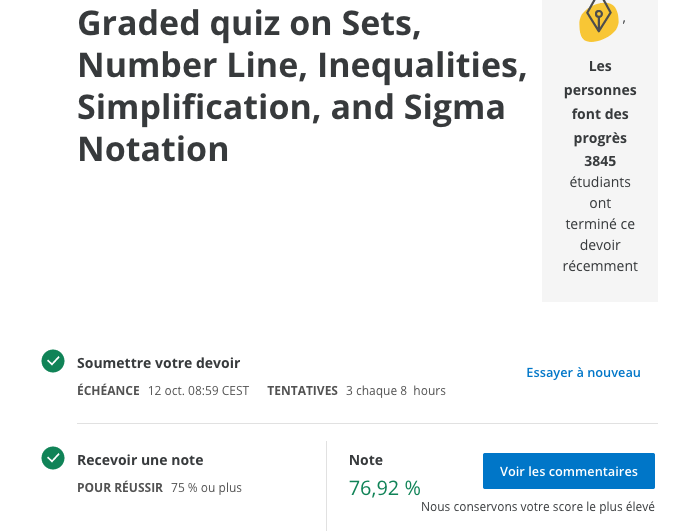 Graded quiz on Sets,
Number Line, Inequalities,
Simplification, and Sigma
Notation
,
Les
personnes
font des
progrès
3845
étudiants
ont
terminé ce
devoir
récemment
Soumettre votre devoir
ÉCHÉANCE 12 oct. 08:59 CEST TENTATIVES 3 chaque 8 hours
Essayer à nouveau
Recevoir une note
POUR RÉUSSIR 75 % ou plus
Note
76,92 %
Voir les commentaires
Nous conservons votre score le plus élevé